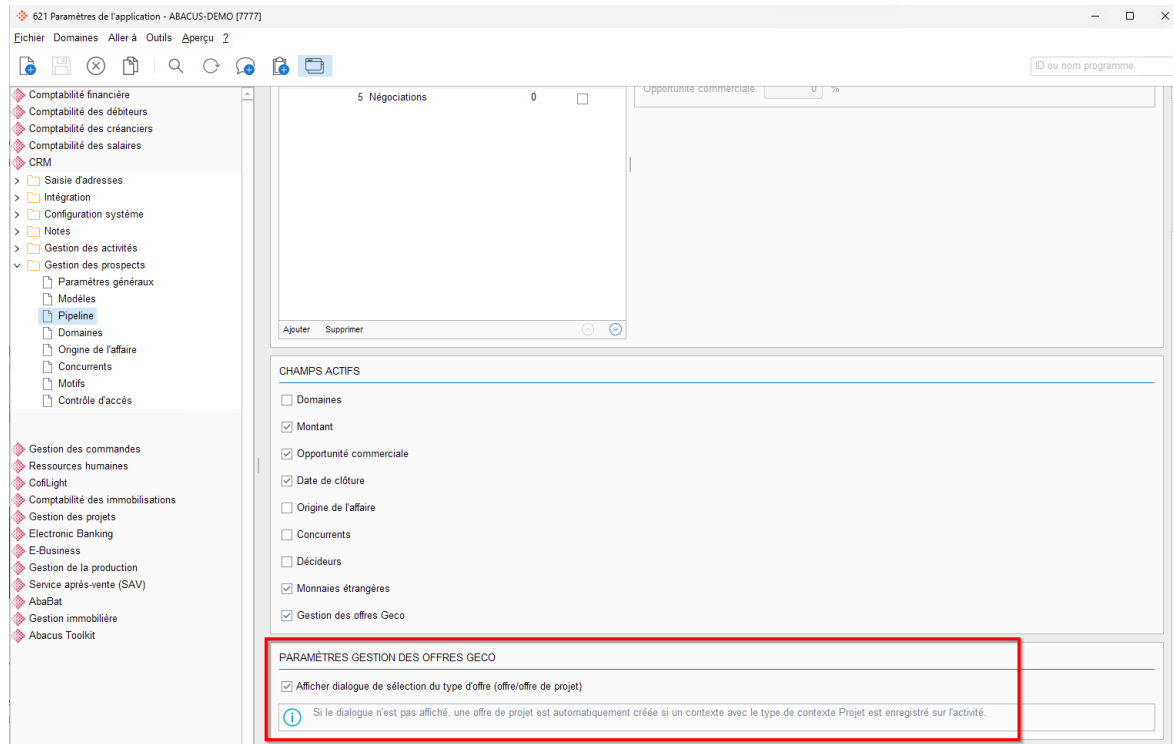 621 Paramètres de l'application - ABACUS-DEMO [7777]
Fichier Domaines Aller à Outils Aperçu ?
ID ou nom programme
Comptabilité financière
Comptabilité des débiteurs
Comptabilité des créanciers
Comptabilité des salaires
CRM
Saisie d'adresses
Intégration
Configuration système
Notes
Gestion des activités
Gestion des prospects
Paramètres généraux
Modèles
Pipeline
Domaines
Origine de l'affaire
Concurrents
Motifs
Contrôle d'accès
Gestion des commandes
Ressources humaines
CofiLight
Comptabilité des immobilisations
Gestion des projets
Electronic Banking
E-Business
Gestion de la production
Service après-vente (SAV)
AbaBat
Gestion immobilière
Abacus Toolkit
5 Négociations 0
Opportunité commerciale 0 %
Ajouter Supprimer
CHAMPS ACTIFS
Domaines
Montant
Opportunité commerciale
Date de clôture
Origine de l'affaire
Concurrents
Décideurs
Monnaies étrangères
Gestion des offres Geco
PARAMÈTRES GESTION DES OFFRES GECO
Afficher dialogue de sélection du type d'offre (offre/offre de projet)
Si le dialogue n'est pas affiché, une offre de projet est automatiquement créée si un contexte avec le type de contexte Projet est enregistré sur l'activité.